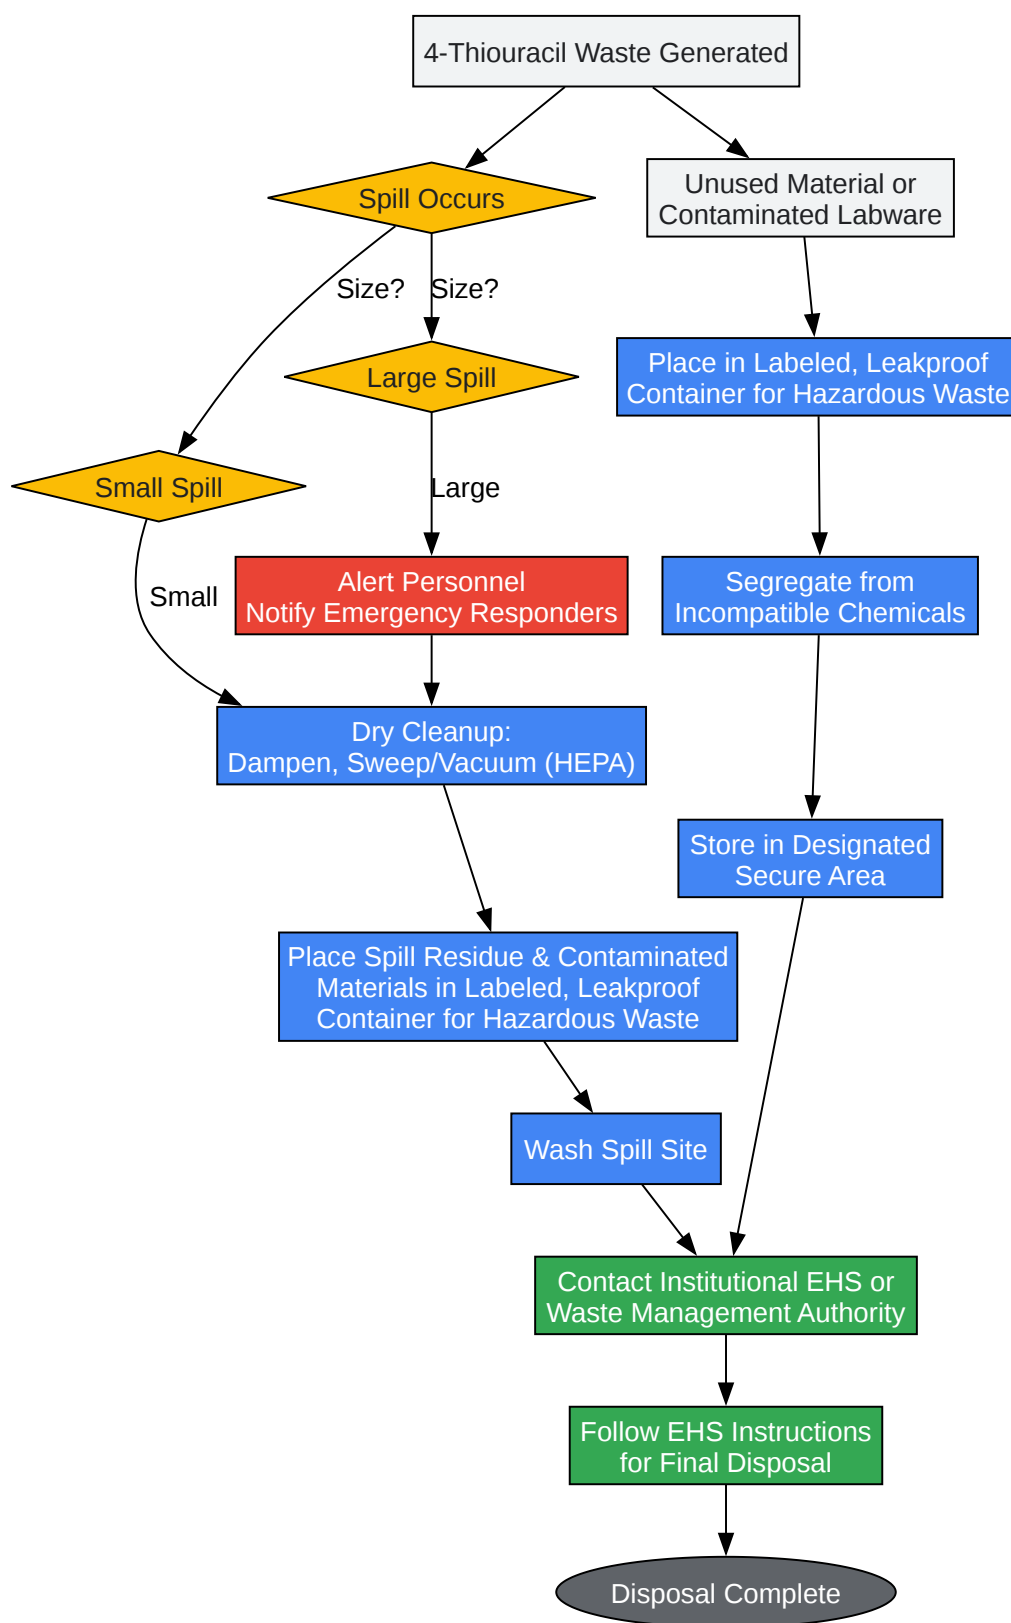 4-Thiouracil Waste Generated
Spill Occurs
Unused Material or
Contaminated Labware
Size?
Size?
Large Spill
Place in Labeled, Leakproof
Container for Hazardous Waste
Small Spill
Large
Small
Alert Personnel
Notify Emergency Responders
Segregate from
Incompatible Chemicals
Dry Cleanup:
Dampen, Sweep/Vacuum (HEPA)
Store in Designated
Secure Area
Place Spill Residue & Contaminated
Materials in Labeled, Leakproof
Container for Hazardous Waste
Wash Spill Site
Contact Institutional EHS or
Waste Management Authority
Follow EHS Instructions
for Final Disposal
Disposal Complete